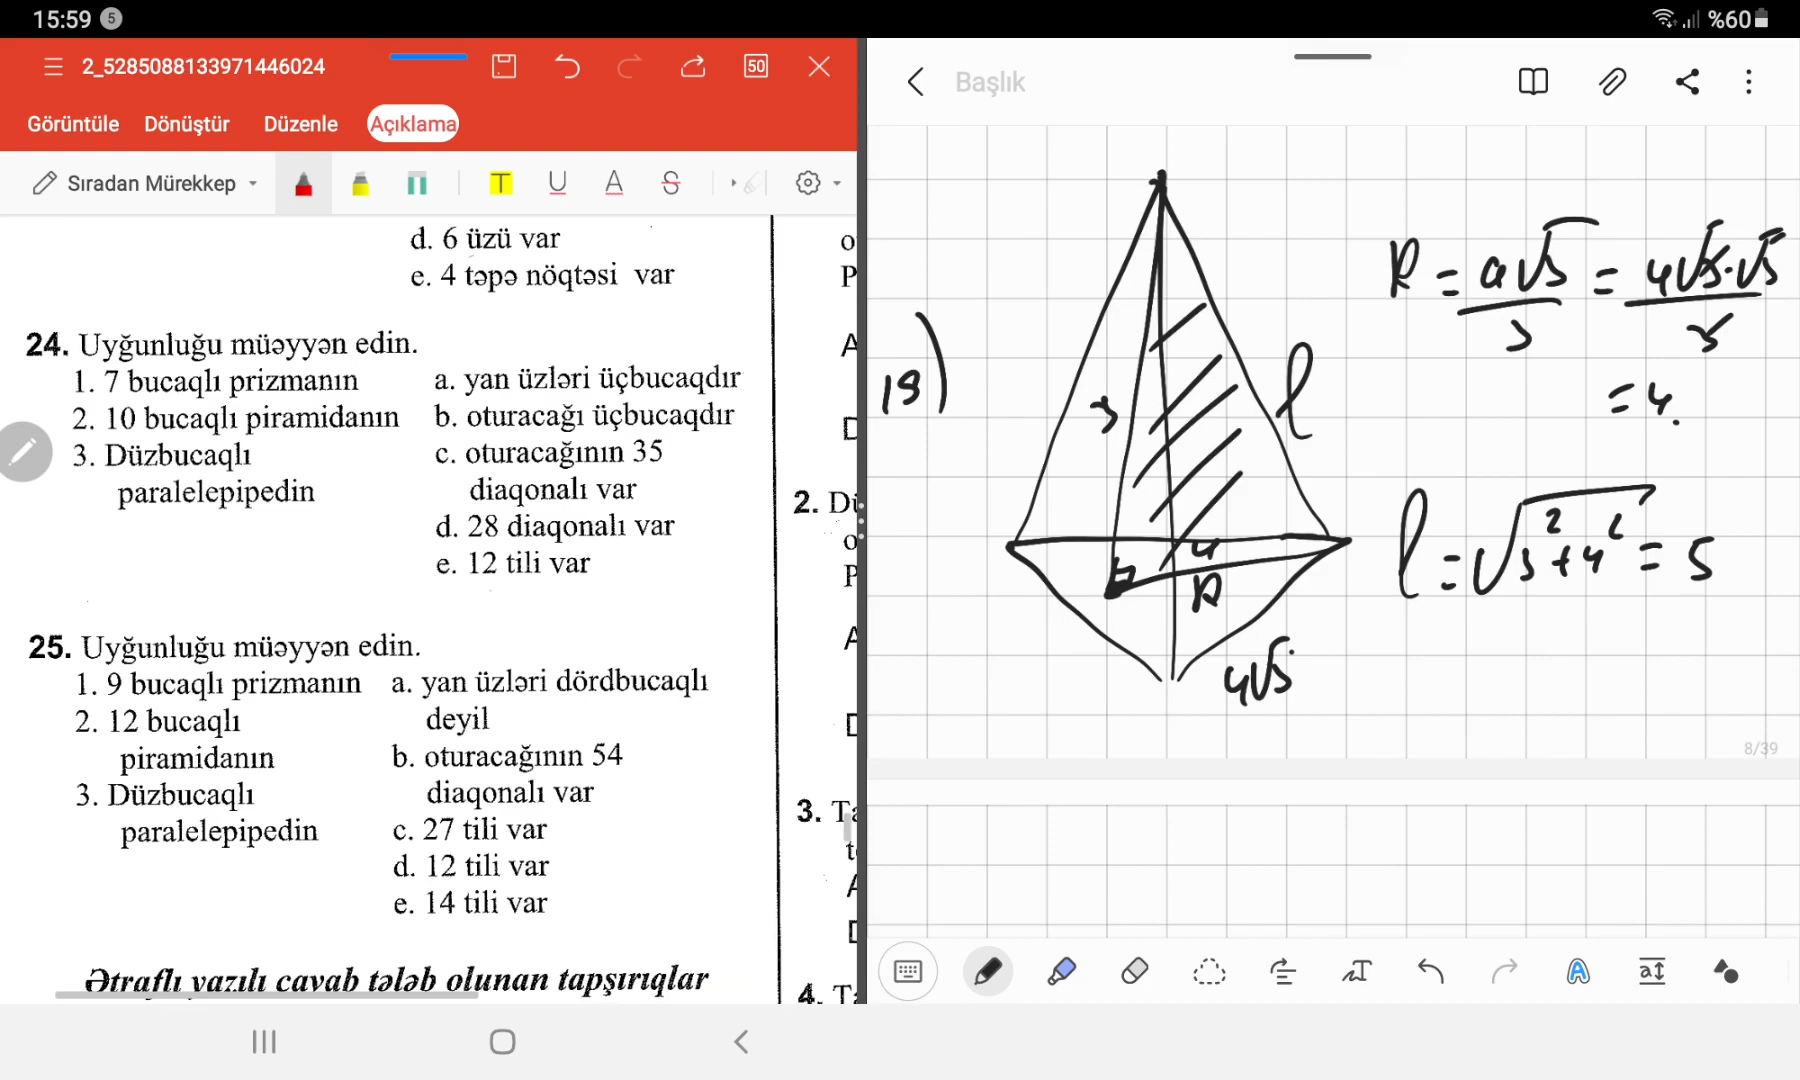 15:59 5 %60
2_5285088133971446024 50
Görüntüle Dönüştür Düzenle Açıklama
Sıradan Mürekkep T U A S
d. 6 üzü var
e. 4 təpə nöqtəsi var
24. Uyğunluğu müəyyən edin.
1. 7 bucaqlı prizmanın
2. 10 bucaqlı piramidanın
3. Düzbucaqlı
paralelepipedin
a. yan üzləri üçbucaqdır
b. oturacağı üçbucaqdır
c. oturacağının 35
diaqonalı var
d. 28 diaqonalı var
e. 12 tili var
25. Uyğunluğu müəyyən edin.
1. 9 bucaqlı prizmanın
2. 12 bucaqlı
piramidanın
3. Düzbucaqlı
paralelepipedin
a. yan üzləri dördbucaqlı
deyil
b. oturacağının 54
diaqonalı var
c. 27 tili var
d. 12 tili var
e. 14 tili var
Ətraflı yazılı cavab tələb olunan tapşırıqlar
2.
3.
4.
Başlık
18)
3
l
4
R
4√3
R = a√3/3 = 4√3·√3/3
= 4.
l = √3²+4² = 5
8/39